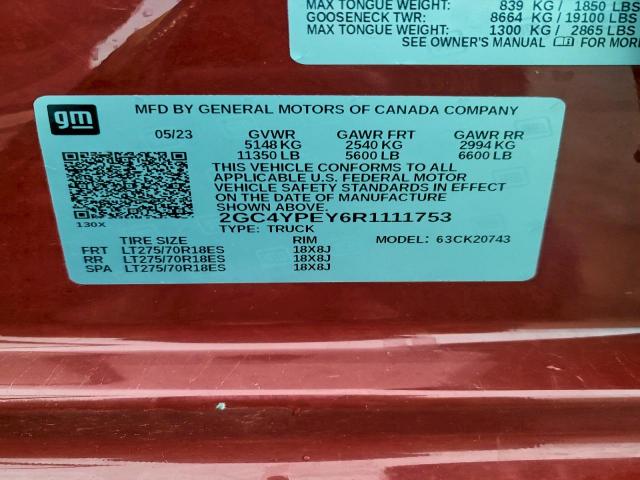 MAX TONGUE WEIGHT: 839 KG / 1850 LBS
GOOSENECK TWR: 8664 KG / 19100 LBS
MAX TONGUE WEIGHT: 1300 KG / 2865 LBS
SEE OWNER'S MANUAL FOR MORE
gm
MFD BY GENERAL MOTORS OF CANADA COMPANY
05/23 GVWR GAWR FRT GAWR RR
5148 KG 2540 KG 2994 KG
11350 LB 5600 LB 6600 LB
THIS VEHICLE CONFORMS TO ALL
APPLICABLE U.S. FEDERAL MOTOR
VEHICLE SAFETY STANDARDS IN EFFECT
ON THE DATE OF MANUFACTURE
SHOWN ABOVE.
130X 2GC4YPEY6R1111753
TYPE: TRUCK
TIRE SIZE RIM MODEL: 63CK20743
FRT LT275/70R18ES 18X8J
RR LT275/70R18ES 18X8J
SPA LT275/70R18ES 18X8J